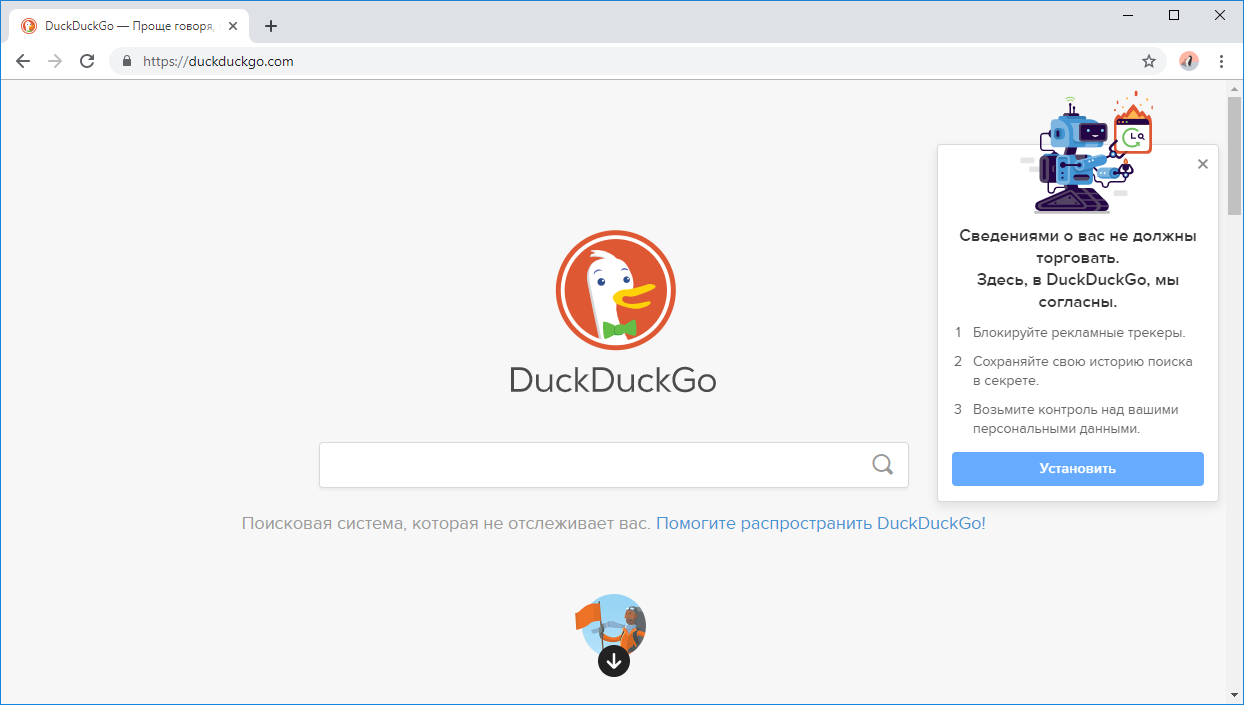 DuckDuckGo — Проще говоря,
https://duckduckgo.com
Сведениями о вас не должны
торговать.
Здесь, в DuckDuckGo, мы
согласны.
1 Блокируйте рекламные трекеры.
2 Сохраняйте свою историю поиска
в секрете.
3 Возьмите контроль над вашими
персональными данными.
Установить
DuckDuckGo
Поисковая система, которая не отслеживает вас. Помогите распространить DuckDuckGo!